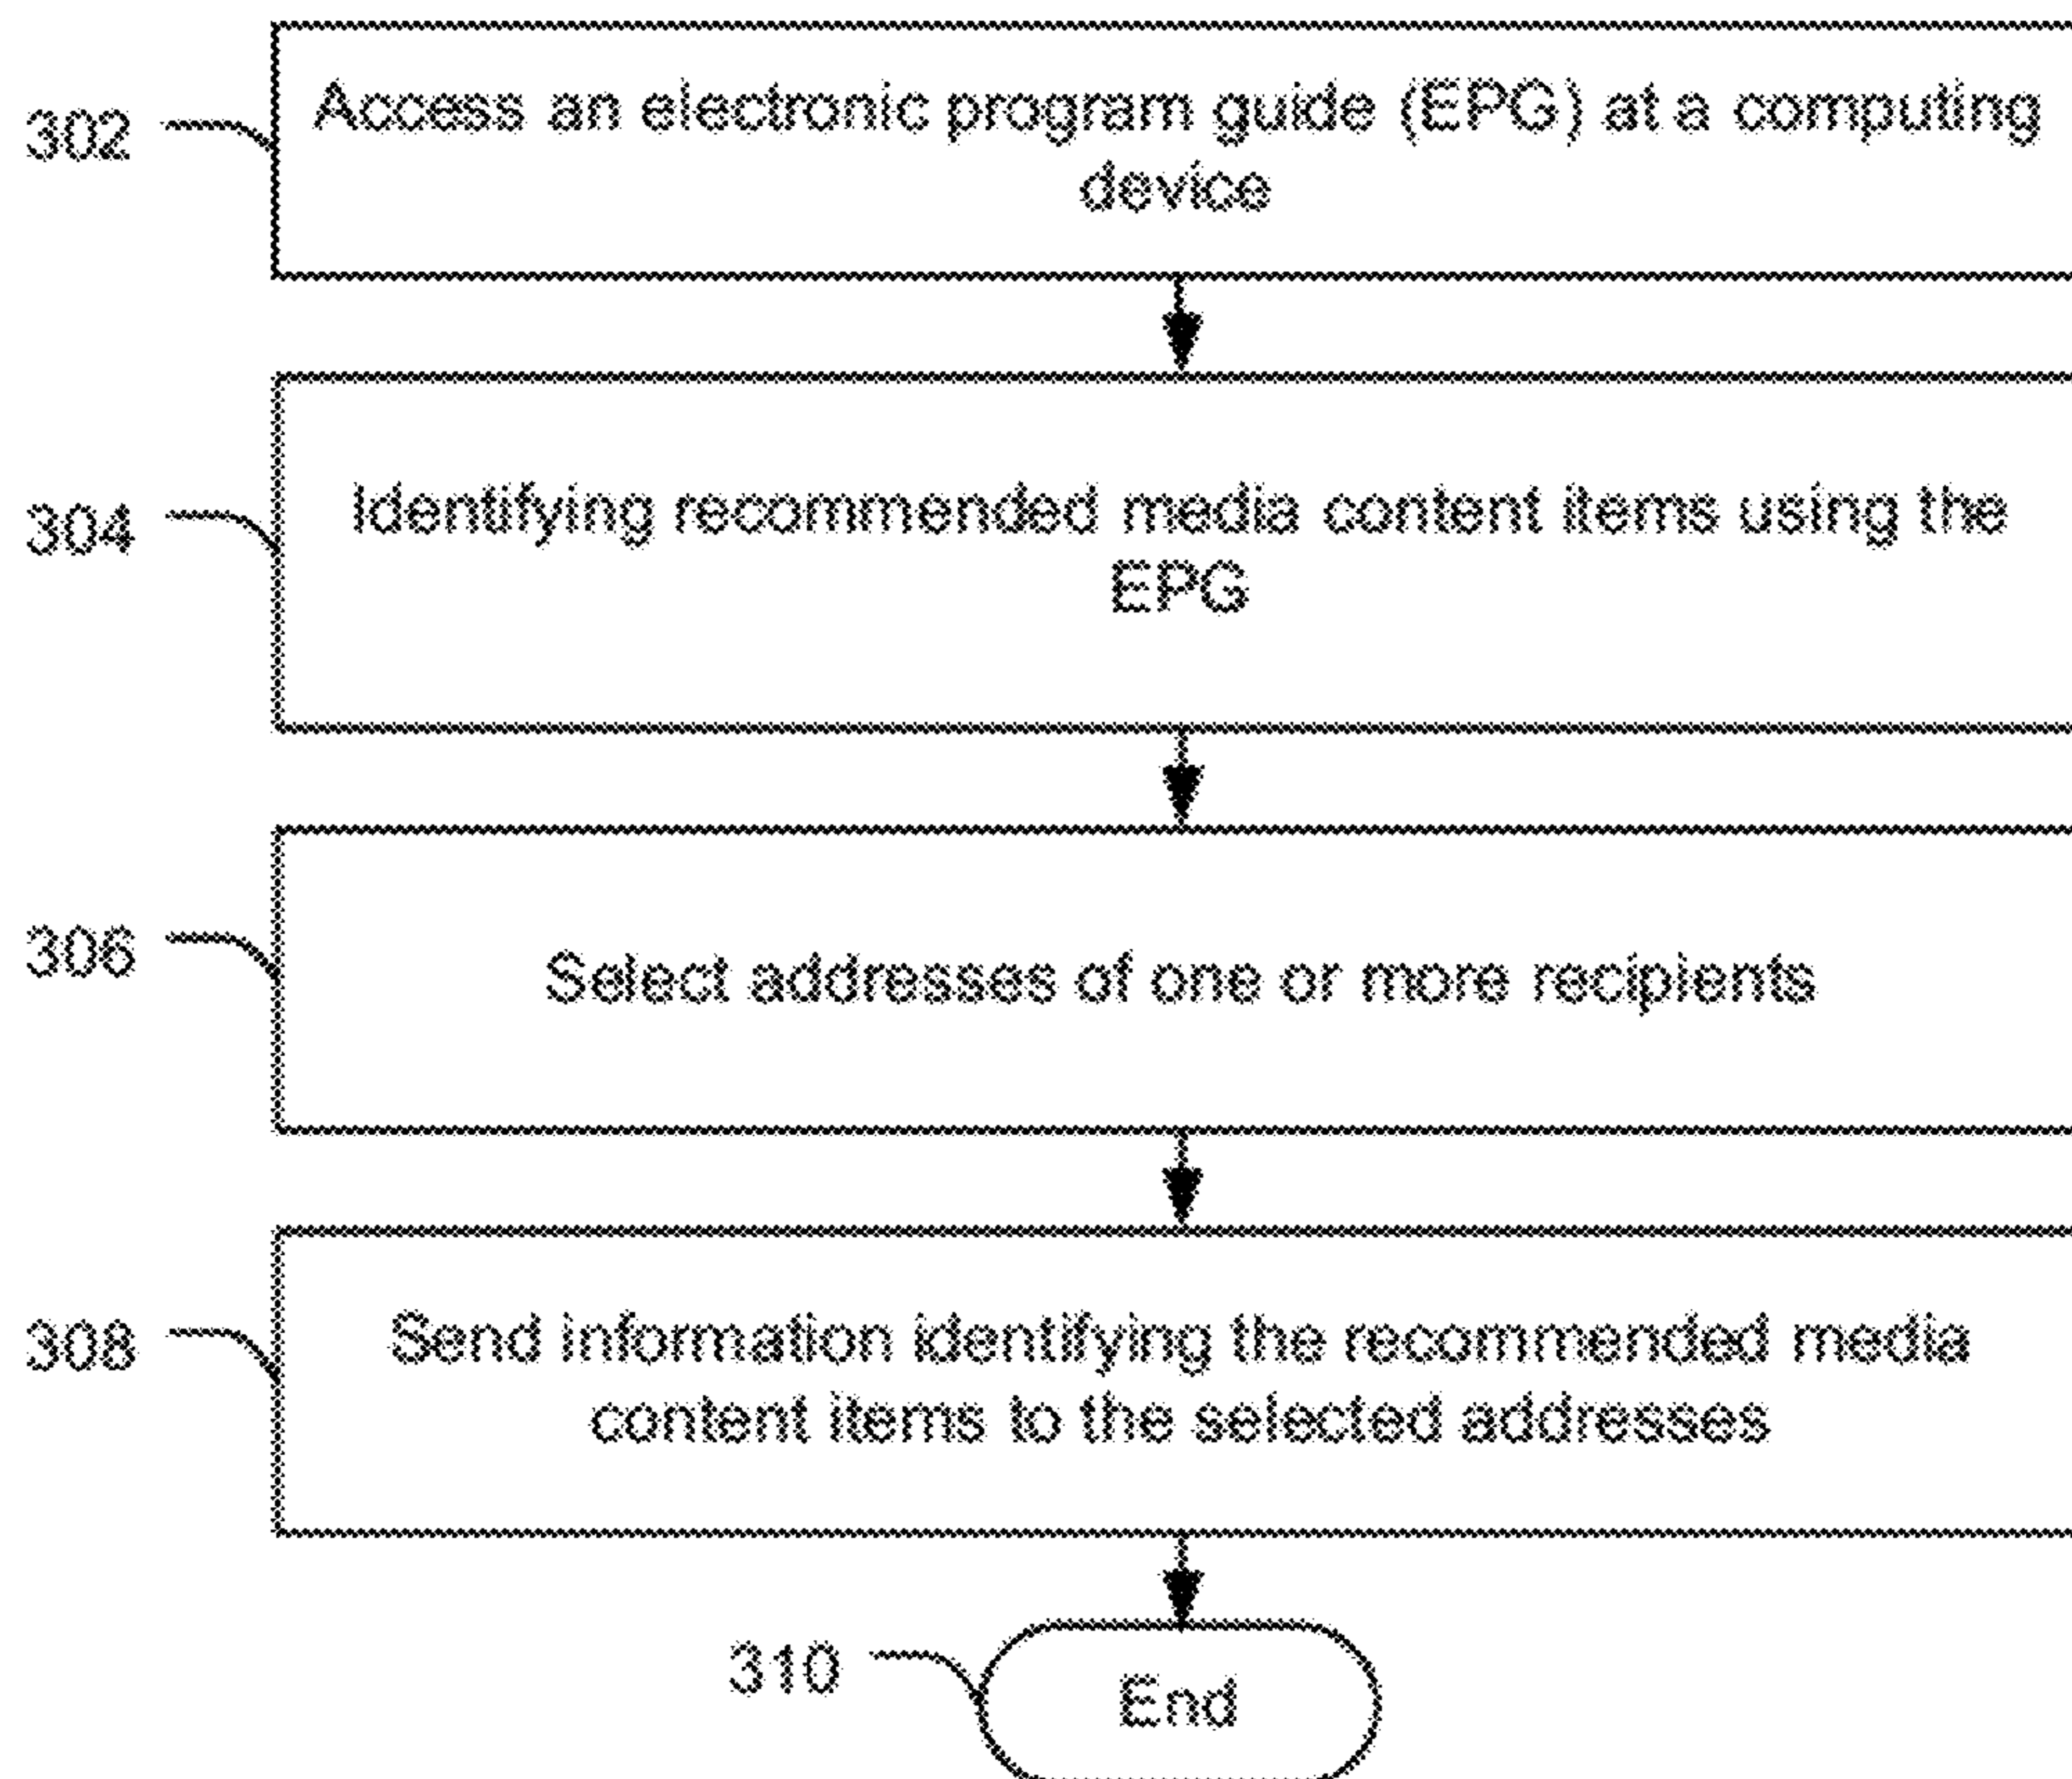 302
Access an electronic program guide (EPG) at a computing
device
304
Identifying recommended media content items using the
EPG
306
Select addresses of one or more recipients
308
Send information identifying the recommended media
content items to the selected addresses
310
End